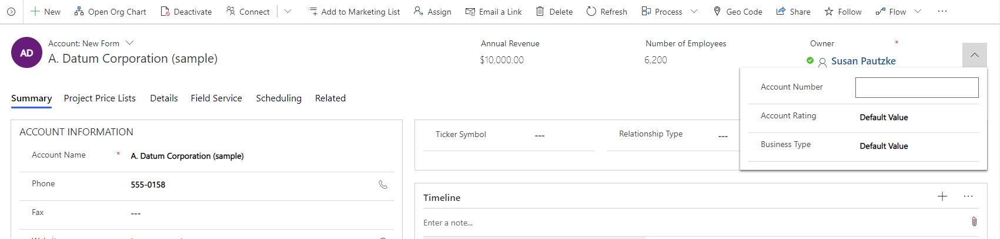 New Open Org Chart Deactivate Connect Add to Marketing List Assign Email a Link Delete Refresh Process Geo Code Share Follow Flow ...
AD
Account: New Form
A. Datum Corporation (sample)
Annual Revenue
$10,000.00
Number of Employees
6,200
Owner *
Susan Pautzke
Account Number
Account Rating Default Value
Business Type Default Value
Summary Project Price Lists Details Field Service Scheduling Related
ACCOUNT INFORMATION
Account Name * A. Datum Corporation (sample)
Phone 555-0158
Fax ---
Ticker Symbol --- Relationship Type ---
Timeline ...
Enter a note...